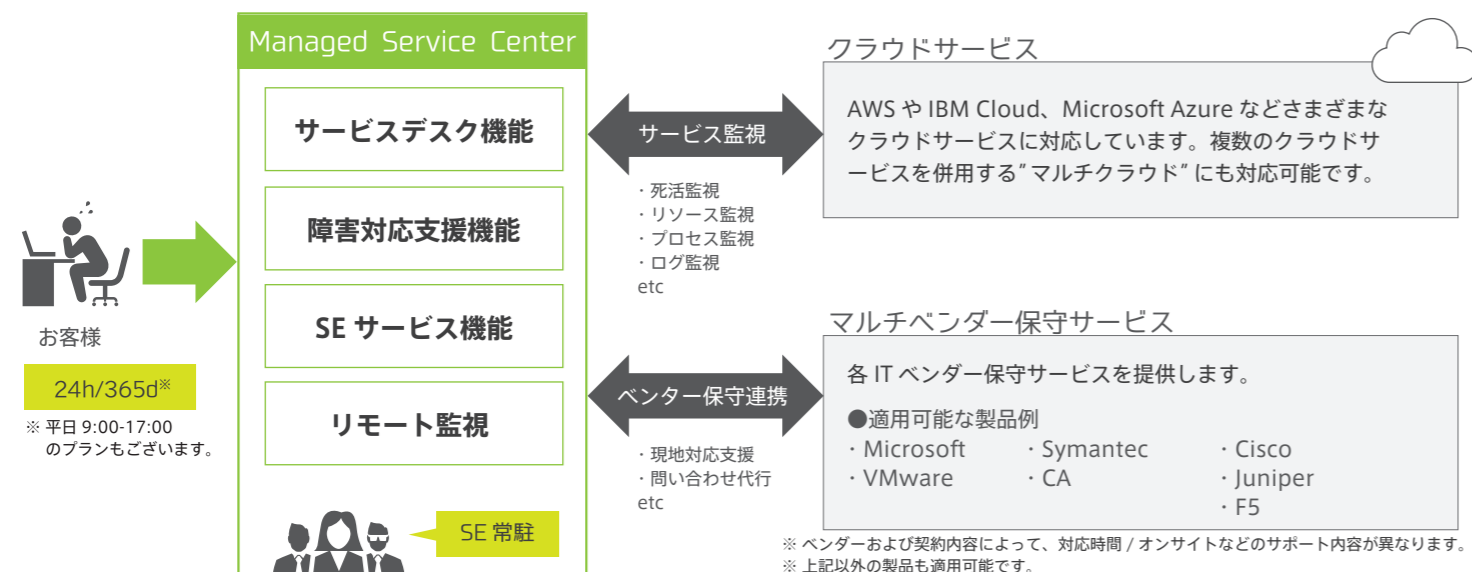 Managed Service Center
サービスデスク機能
障害対応支援機能
SE サービス機能
リモート監視
SE 常駐
お客様
24h/365d※
※ 平日 9:00-17:00
のプランもございます。
サービス監視
・死活監視
・リソース監視
・プロセス監視
・ログ監視
etc
ベンター保守連携
・現地対応支援
・問い合わせ代行
etc
クラウドサービス
AWS や IBM Cloud、Microsoft Azure などさまざまな
クラウドサービスに対応しています。複数のクラウドサ
ービスを併用する”マルチクラウド”にも対応可能です。
マルチベンダー保守サービス
各 IT ベンダー保守サービスを提供します。
●適用可能な製品例
・Microsoft ・Symantec ・Cisco
・VMware ・CA ・Juniper
・F5
※ ベンダーおよび契約内容によって、対応時間 / オンサイトなどのサポート内容が異なります。
※ 上記以外の製品も適用可能です。